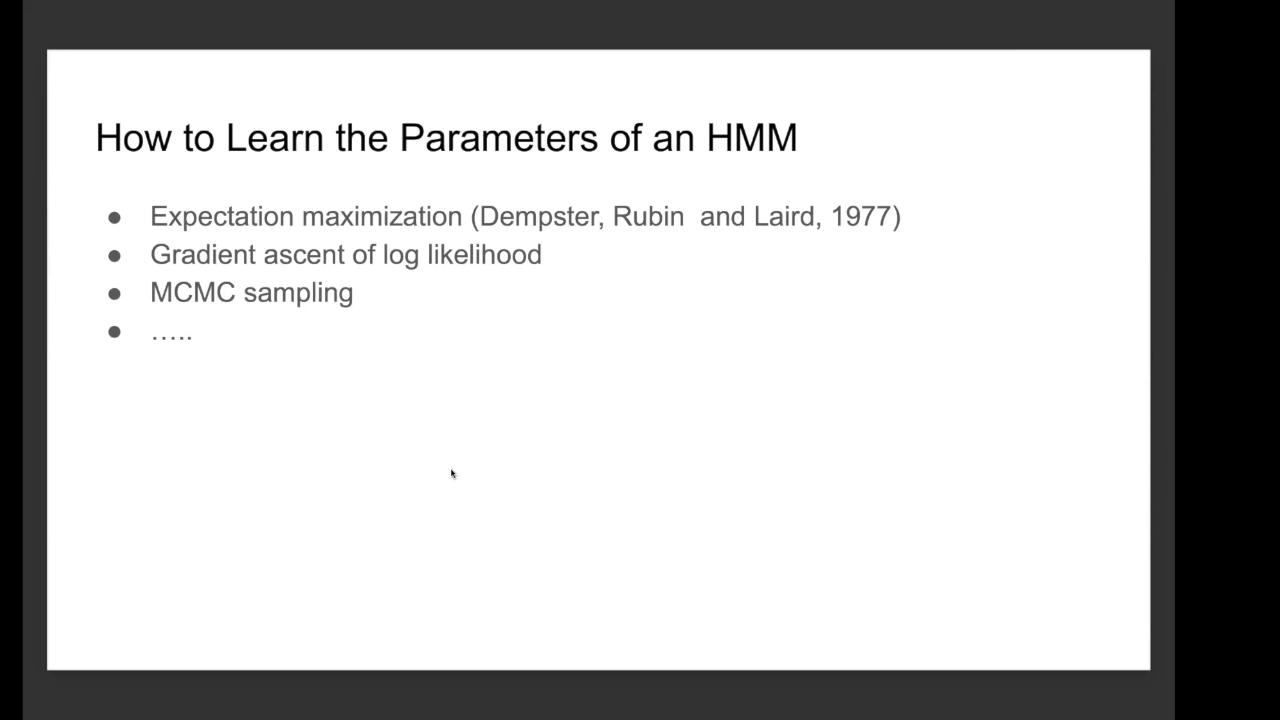 How to Learn the Parameters of an HMM
● Expectation maximization (Dempster, Rubin  and Laird, 1977)
● Gradient ascent of log likelihood
● MCMC sampling
● …..